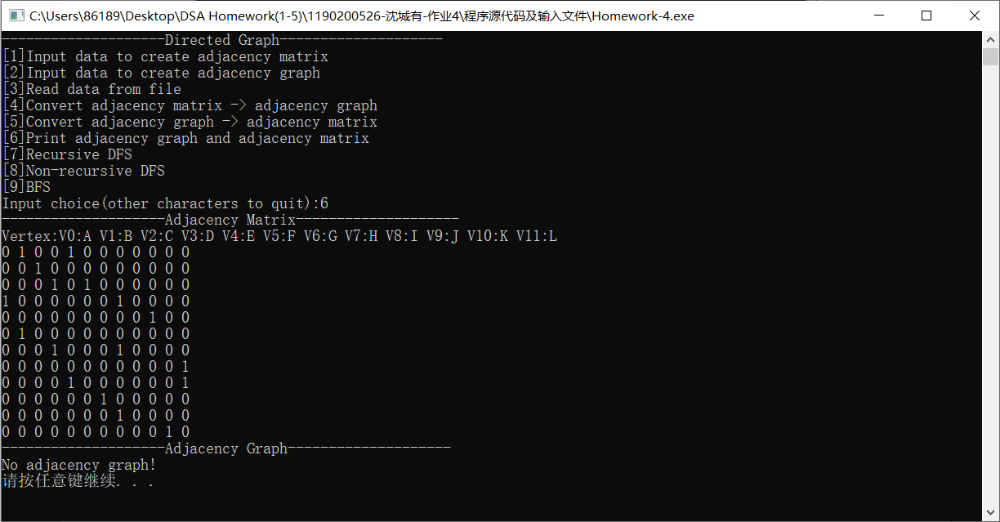 C:\Users\86189\Desktop\DSA Homework(1-5)\1190200526-沈城有-作业4\程序源代码及输入文件\Homework-4.exe
--------------------Directed Graph--------------------
[1]Input data to create adjacency matrix
[2]Input data to create adjacency graph
[3]Read data from file
[4]Convert adjacency matrix -> adjacency graph
[5]Convert adjacency graph -> adjacency matrix
[6]Print adjacency graph and adjacency matrix
[7]Recursive DFS
[8]Non-recursive DFS
[9]BFS
Input choice(other characters to quit):6
--------------------Adjacency Matrix--------------------
Vertex:V0:A V1:B V2:C V3:D V4:E V5:F V6:G V7:H V8:I V9:J V10:K V11:L
0 1 0 0 1 0 0 0 0 0 0 0
0 0 1 0 0 0 0 0 0 0 0 0
0 0 0 1 0 1 0 0 0 0 0 0
1 0 0 0 0 0 0 1 0 0 0 0
0 0 0 0 0 0 0 0 0 1 0 0
0 1 0 0 0 0 0 0 0 0 0 0
0 0 0 1 0 0 0 1 0 0 0 0
0 0 0 0 0 0 0 0 0 0 0 1
0 0 0 0 1 0 0 0 0 0 0 1
0 0 0 0 0 0 1 0 0 0 0 0
0 0 0 0 0 0 0 1 0 0 0 0
0 0 0 0 0 0 0 0 0 0 1 0
--------------------Adjacency Graph--------------------
No adjacency graph!
请按任意键继续. . .